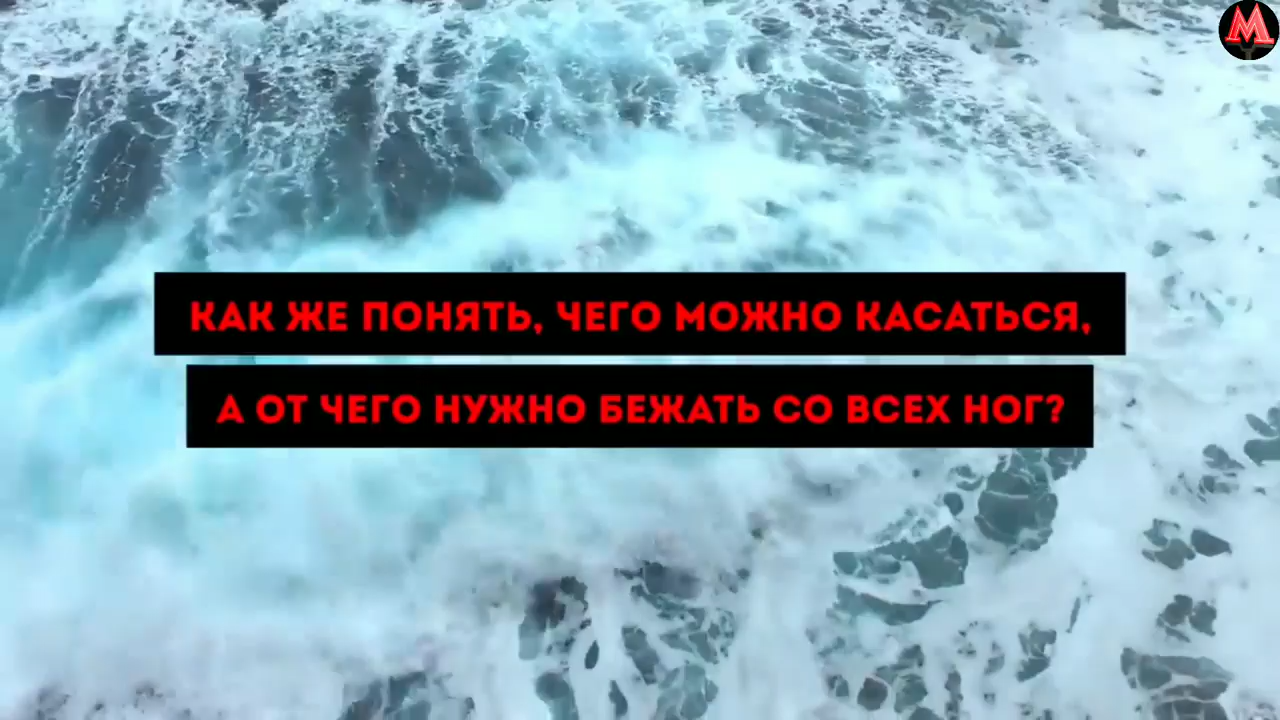 М
КАК ЖЕ ПОНЯТЬ, ЧЕГО МОЖНО КАСАТЬСЯ,
А ОТ ЧЕГО НУЖНО БЕЖАТЬ СО ВСЕХ НОГ?